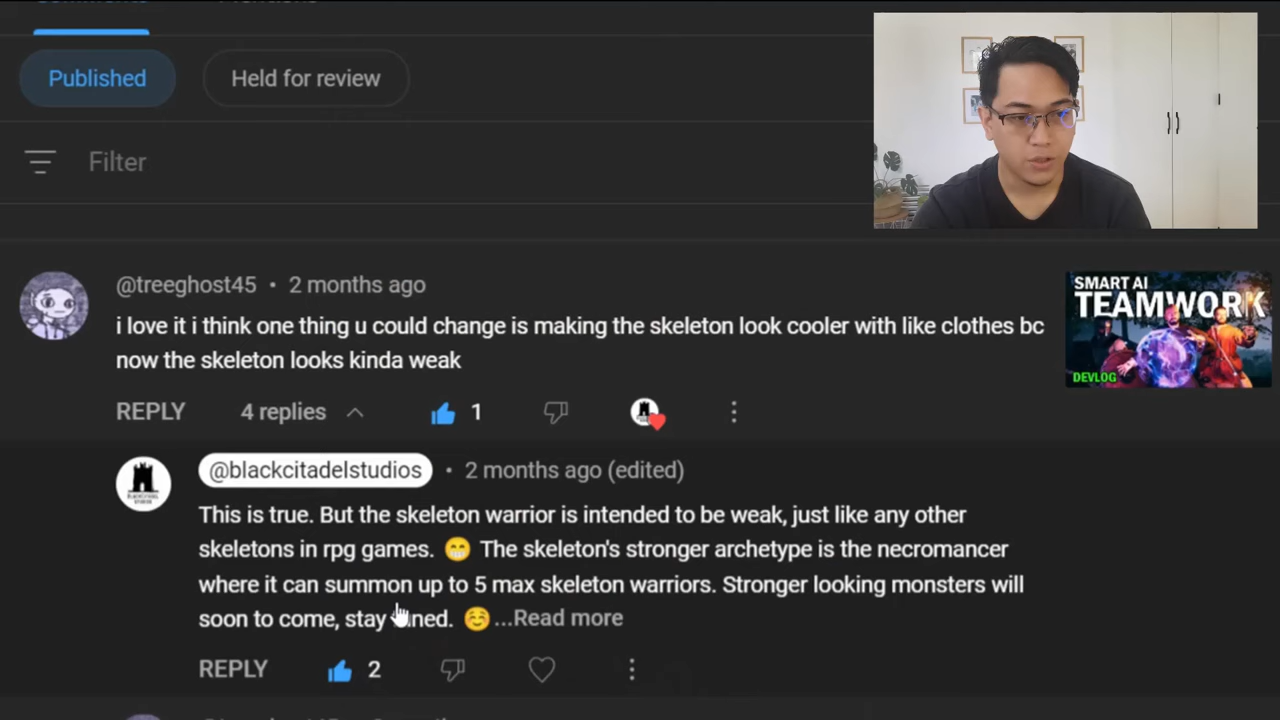 Published
Held for review
Filter
@treeghost45 • 2 months ago
i love it i think one thing u could change is making the skeleton look cooler with like clothes bc
now the skeleton looks kinda weak
SMART AI
TEAMWORK
DEVLOG
REPLY 4 replies 1
@blackcitadelstudios • 2 months ago (edited)
This is true. But the skeleton warrior is intended to be weak, just like any other
skeletons in rpg games. 😁 The skeleton's stronger archetype is the necromancer
where it can summon up to 5 max skeleton warriors. Stronger looking monsters will
soon to come, stay ☺️ ...Read more
REPLY 2